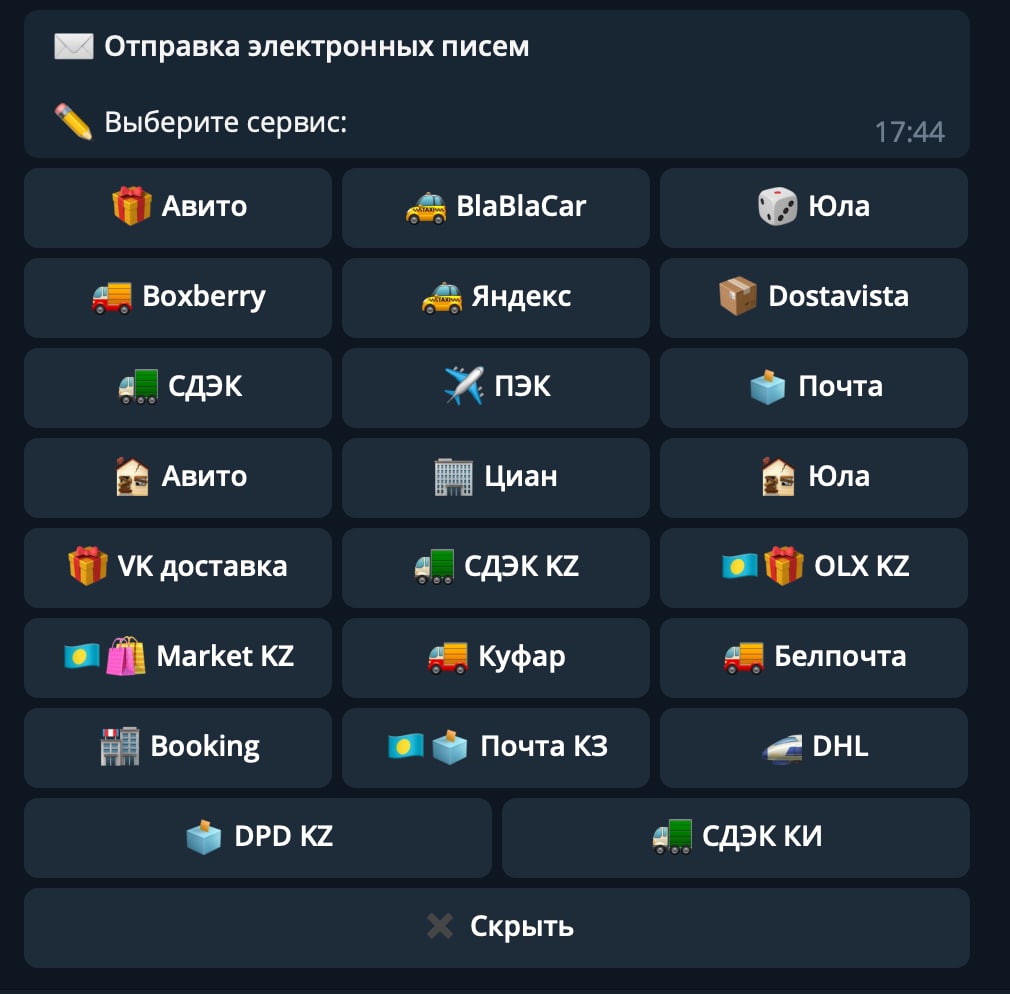 Отправка электронных писем
Выберите сервис:
17:44
Авито
BlaBlaCar
Юла
Boxberry
Яндекс
Dostavista
СДЭК
ПЭК
Почта
Авито
Циан
Юла
VK доставка
СДЭК KZ
OLX KZ
Market KZ
Куфар
Белпочта
Booking
Почта КЗ
DHL
DPD KZ
СДЭК КИ
Скрыть